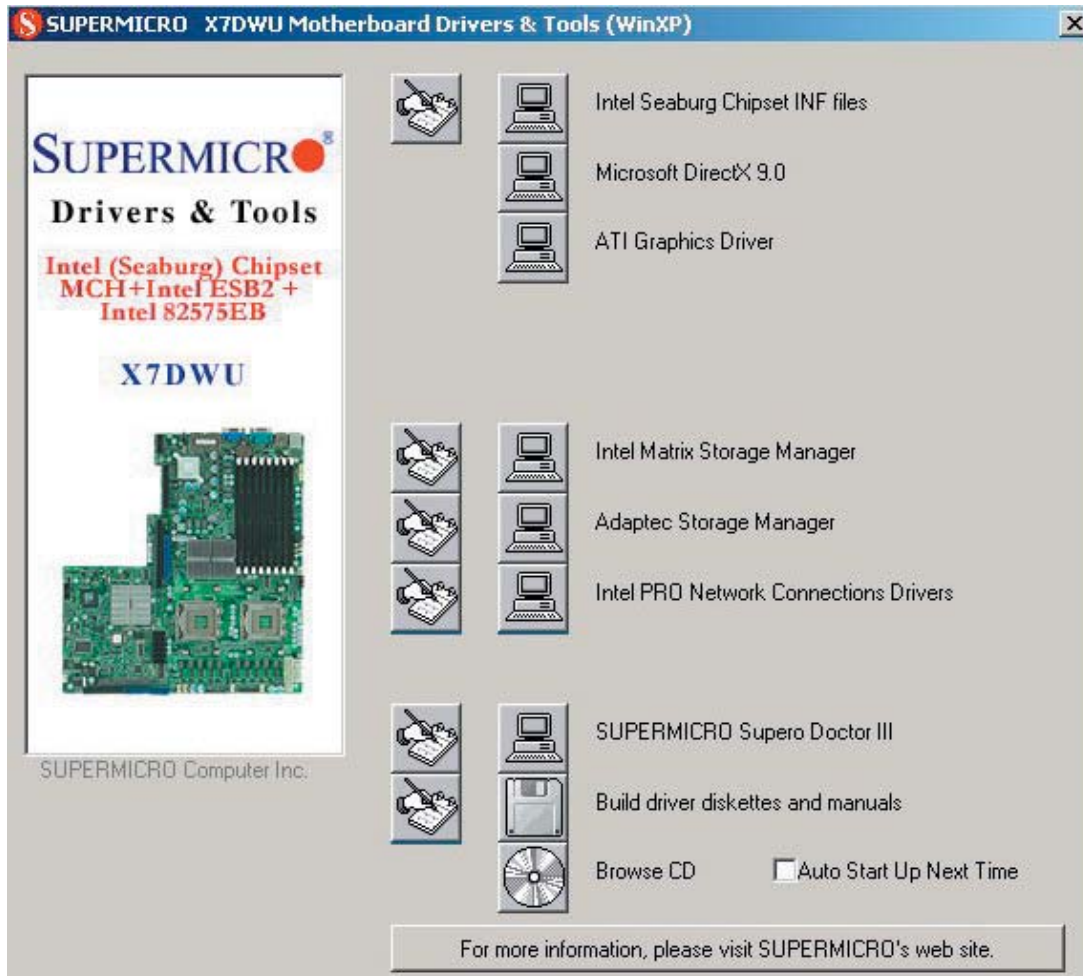 SUPERMICRO X7DWU Motherboard Drivers & Tools (WinXP)
SUPERMICRO®
Drivers & Tools
Intel (Seaburg) Chipset
MCH+Intel ESB2 +
Intel 82575EB
X7DWU
SUPERMICRO Computer Inc.
Intel Seaburg Chipset INF files
Microsoft DirectX 9.0
ATI Graphics Driver
Intel Matrix Storage Manager
Adaptec Storage Manager
Intel PRO Network Connections Drivers
SUPERMICRO Supero Doctor III
Build driver diskettes and manuals
Browse CD
Auto Start Up Next Time
For more information, please visit SUPERMICRO's web site.